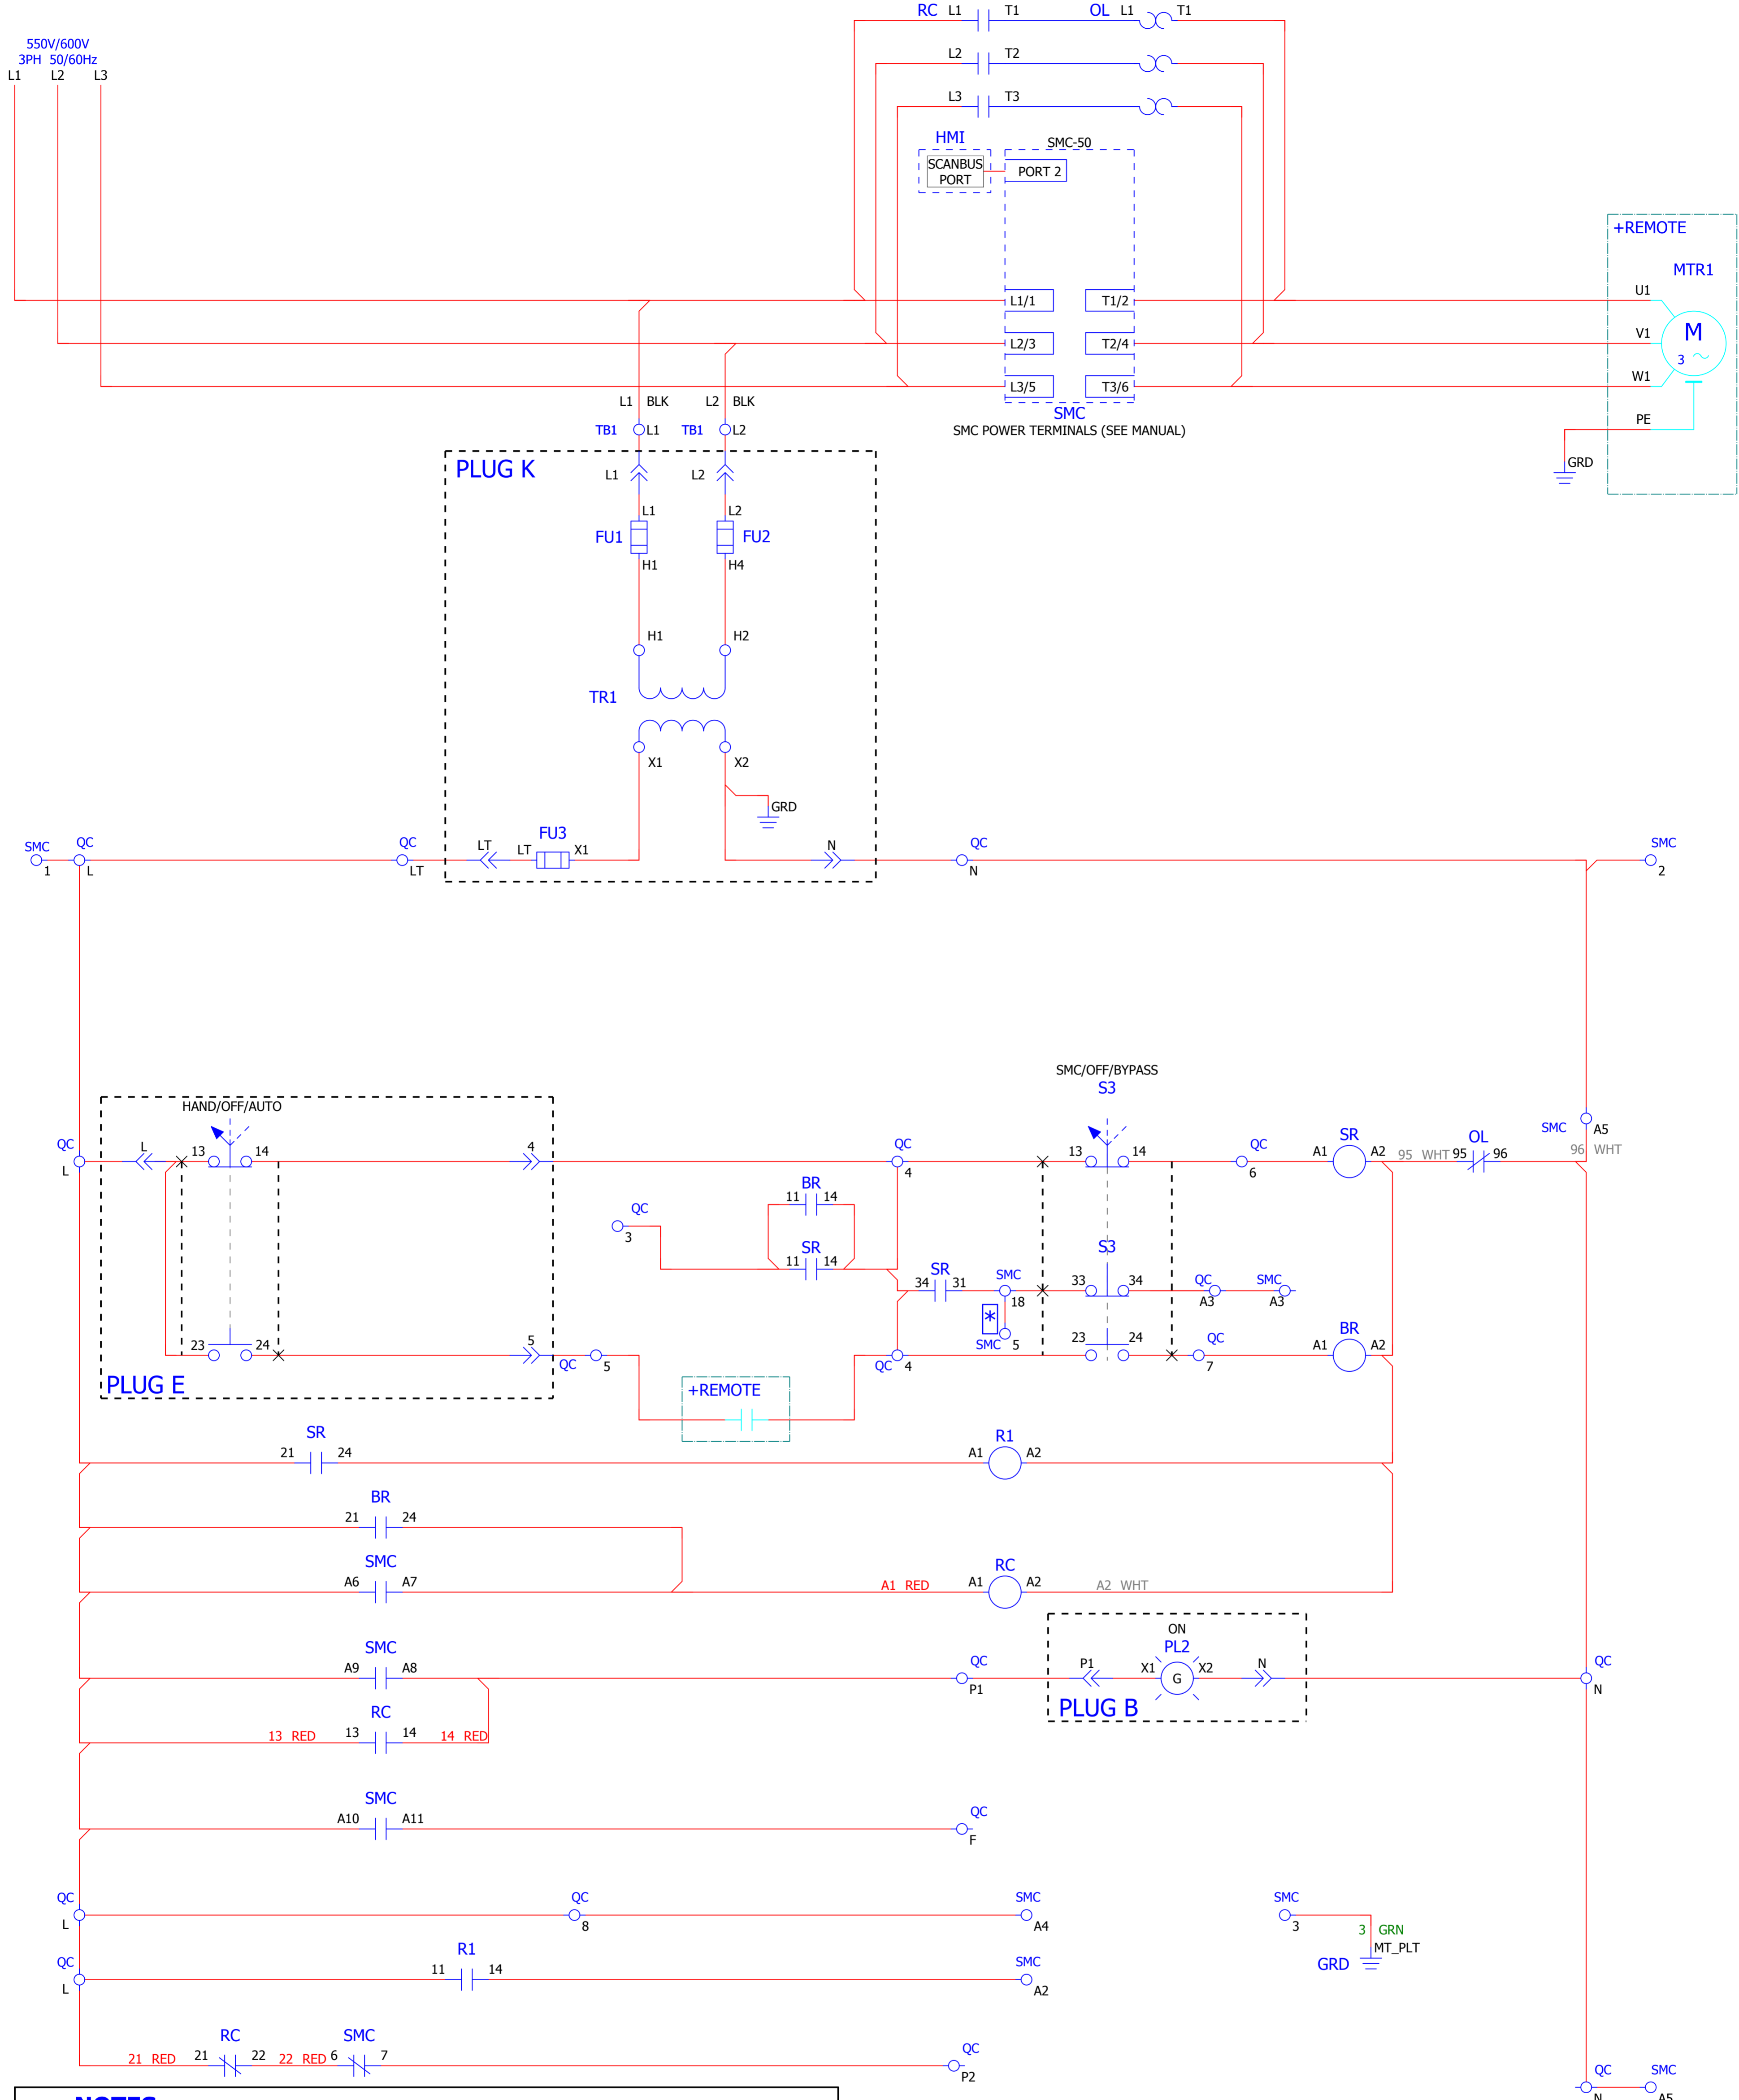 RC L1 T1 OL L1 T1
550V/600V
3PH 50/60Hz
L1 L2 L3
L2 T2
L3 T3
HMI
SMC-50
SCANBUS
PORT
PORT 2
+REMOTE
MTR1
L1/1 T1/2 U1
L2/3 T2/4 V1
M
3
L3/5 T3/6 W1
L1 BLK L2 BLK
SMC
SMC POWER TERMINALS (SEE MANUAL)
PE
GRD
TB1 L1 TB1 L2
PLUG K
L1 L2
L1 L2
FU1 FU2
H1 H4
H1 H2
TR1
X1 X2
GRD
SMC QC QC LT LT FU3 X1 N QC SMC
1 L LT N 2
SMC/OFF/BYPASS
S3
HAND/OFF/AUTO
SMC A5
QC L 13 14 4 QC 13 14 QC SR OL
A1 A2 95 WHT 95 96 96 WHT
L 4 6
BR
11 14
QC
3
SR
11 14
S3
SR
34 31 SMC 33 34 QC SMC
18 A3 A3
*
SMC 5
23 24 5 QC 5 QC 4 23 24 QC 7 BR A1 A2
PLUG E
+REMOTE
SR
21 24
R1
A1 A2
BR
21 24
SMC
A6 A7
RC
A1 RED A1 A2 A2 WHT
ON
SMC
A9 A8
QC
P1
P1 PL2 X1 G X2 N
QC
N
PLUG B
RC
13 RED 13 14 14 RED
SMC
A10 A11
QC
F
QC QC SMC SMC
L 8 A4 3
3 GRN
MT_PLT
GRD
QC R1 SMC
11 14
L A2
RC SMC
21 RED 21 22 22 RED 6 7
QC
P2
QC SMC
N A5
NOTES